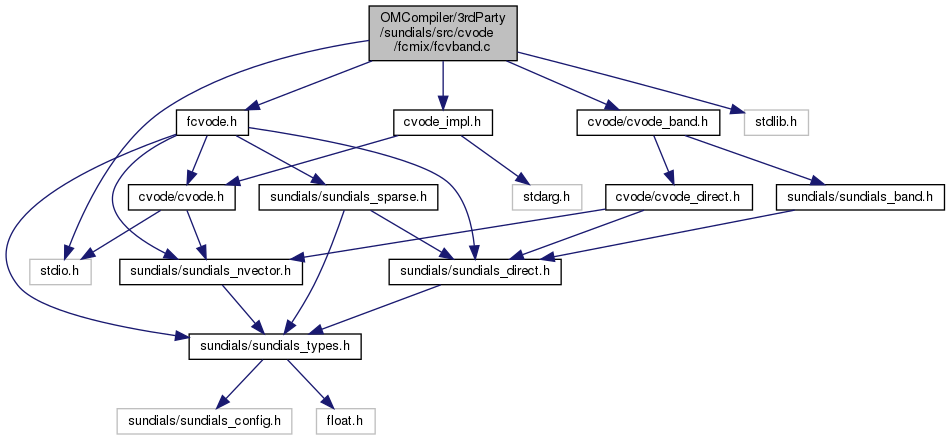 OMCompiler/3rdParty
/sundials/src/cvode
/fcmix/fcvband.c
fcvode.h
cvode_impl.h
cvode/cvode_band.h
stdlib.h
cvode/cvode.h
sundials/sundials_sparse.h
stdarg.h
cvode/cvode_direct.h
sundials/sundials_band.h
stdio.h
sundials/sundials_nvector.h
sundials/sundials_direct.h
sundials/sundials_types.h
sundials/sundials_config.h
float.h